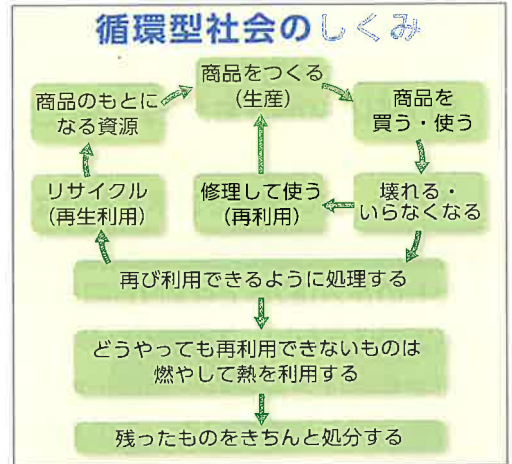 循環型社会のしくみ
商品をつくる
(生産)
商品のもとに
なる資源
商品を
買う・使う
リサイクル
(再生利用)
修理して使う
(再利用)
壊れる・
いらなくなる
再び利用できるように処理する
どうやっても再利用できないものは
燃やして熱を利用する
残ったものをきちんと処分する